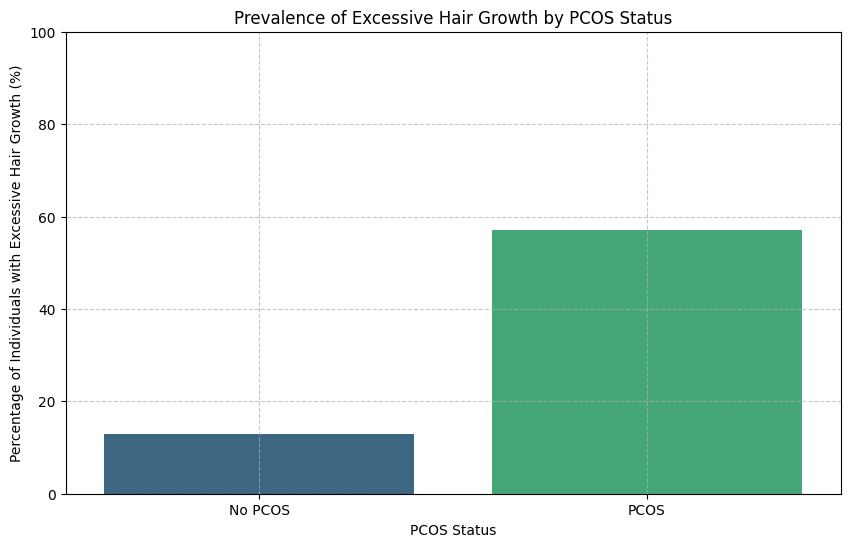 Prevalence of Excessive Hair Growth by PCOS Status
Percentage of Individuals with Excessive Hair Growth (%)
100
80
60
40
20
0
No PCOS
PCOS
PCOS Status